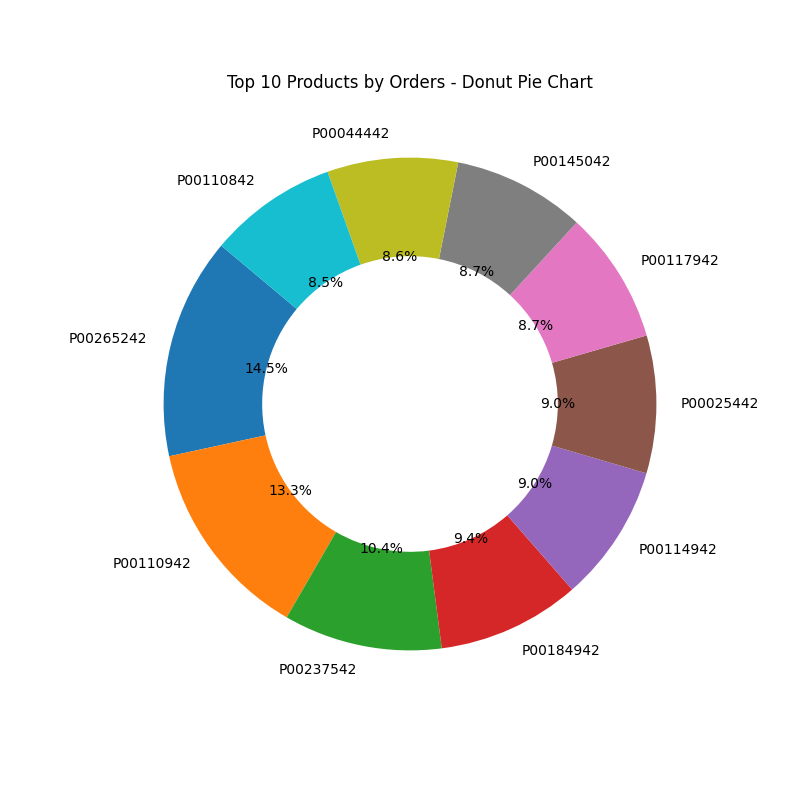 Top 10 Products by Orders - Donut Pie Chart
P00044442
P00145042
P00110842
P00117942
8.6%
8.7%
8.5%
8.7%
P00265242
14.5%
9.0%
P00025442
13.3%
9.0%
10.4%
9.4%
P00110942
P00114942
P00237542
P00184942